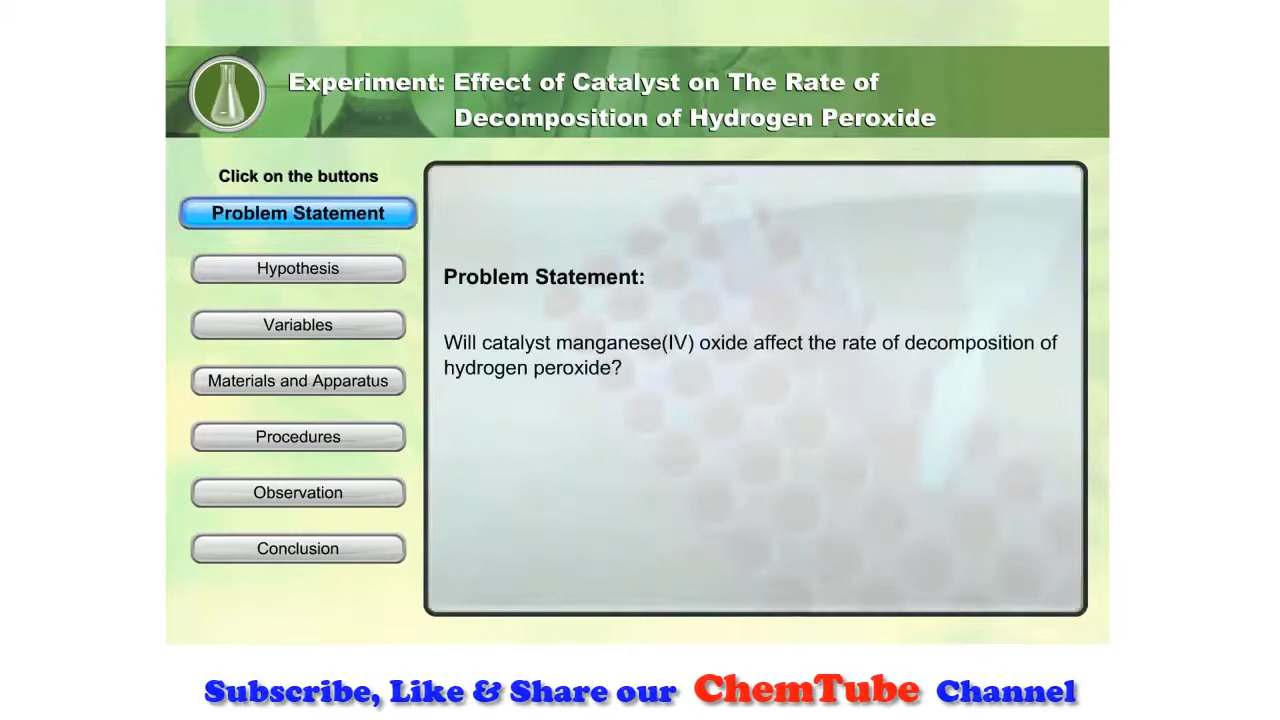 Experiment: Effect of Catalyst on The Rate of
Decomposition of Hydrogen Peroxide
Click on the buttons
Problem Statement
Hypothesis
Variables
Materials and Apparatus
Procedures
Observation
Conclusion
Problem Statement:
Will catalyst manganese(IV) oxide affect the rate of decomposition of
hydrogen peroxide?
Subscribe, Like & Share our ChemTube Channel